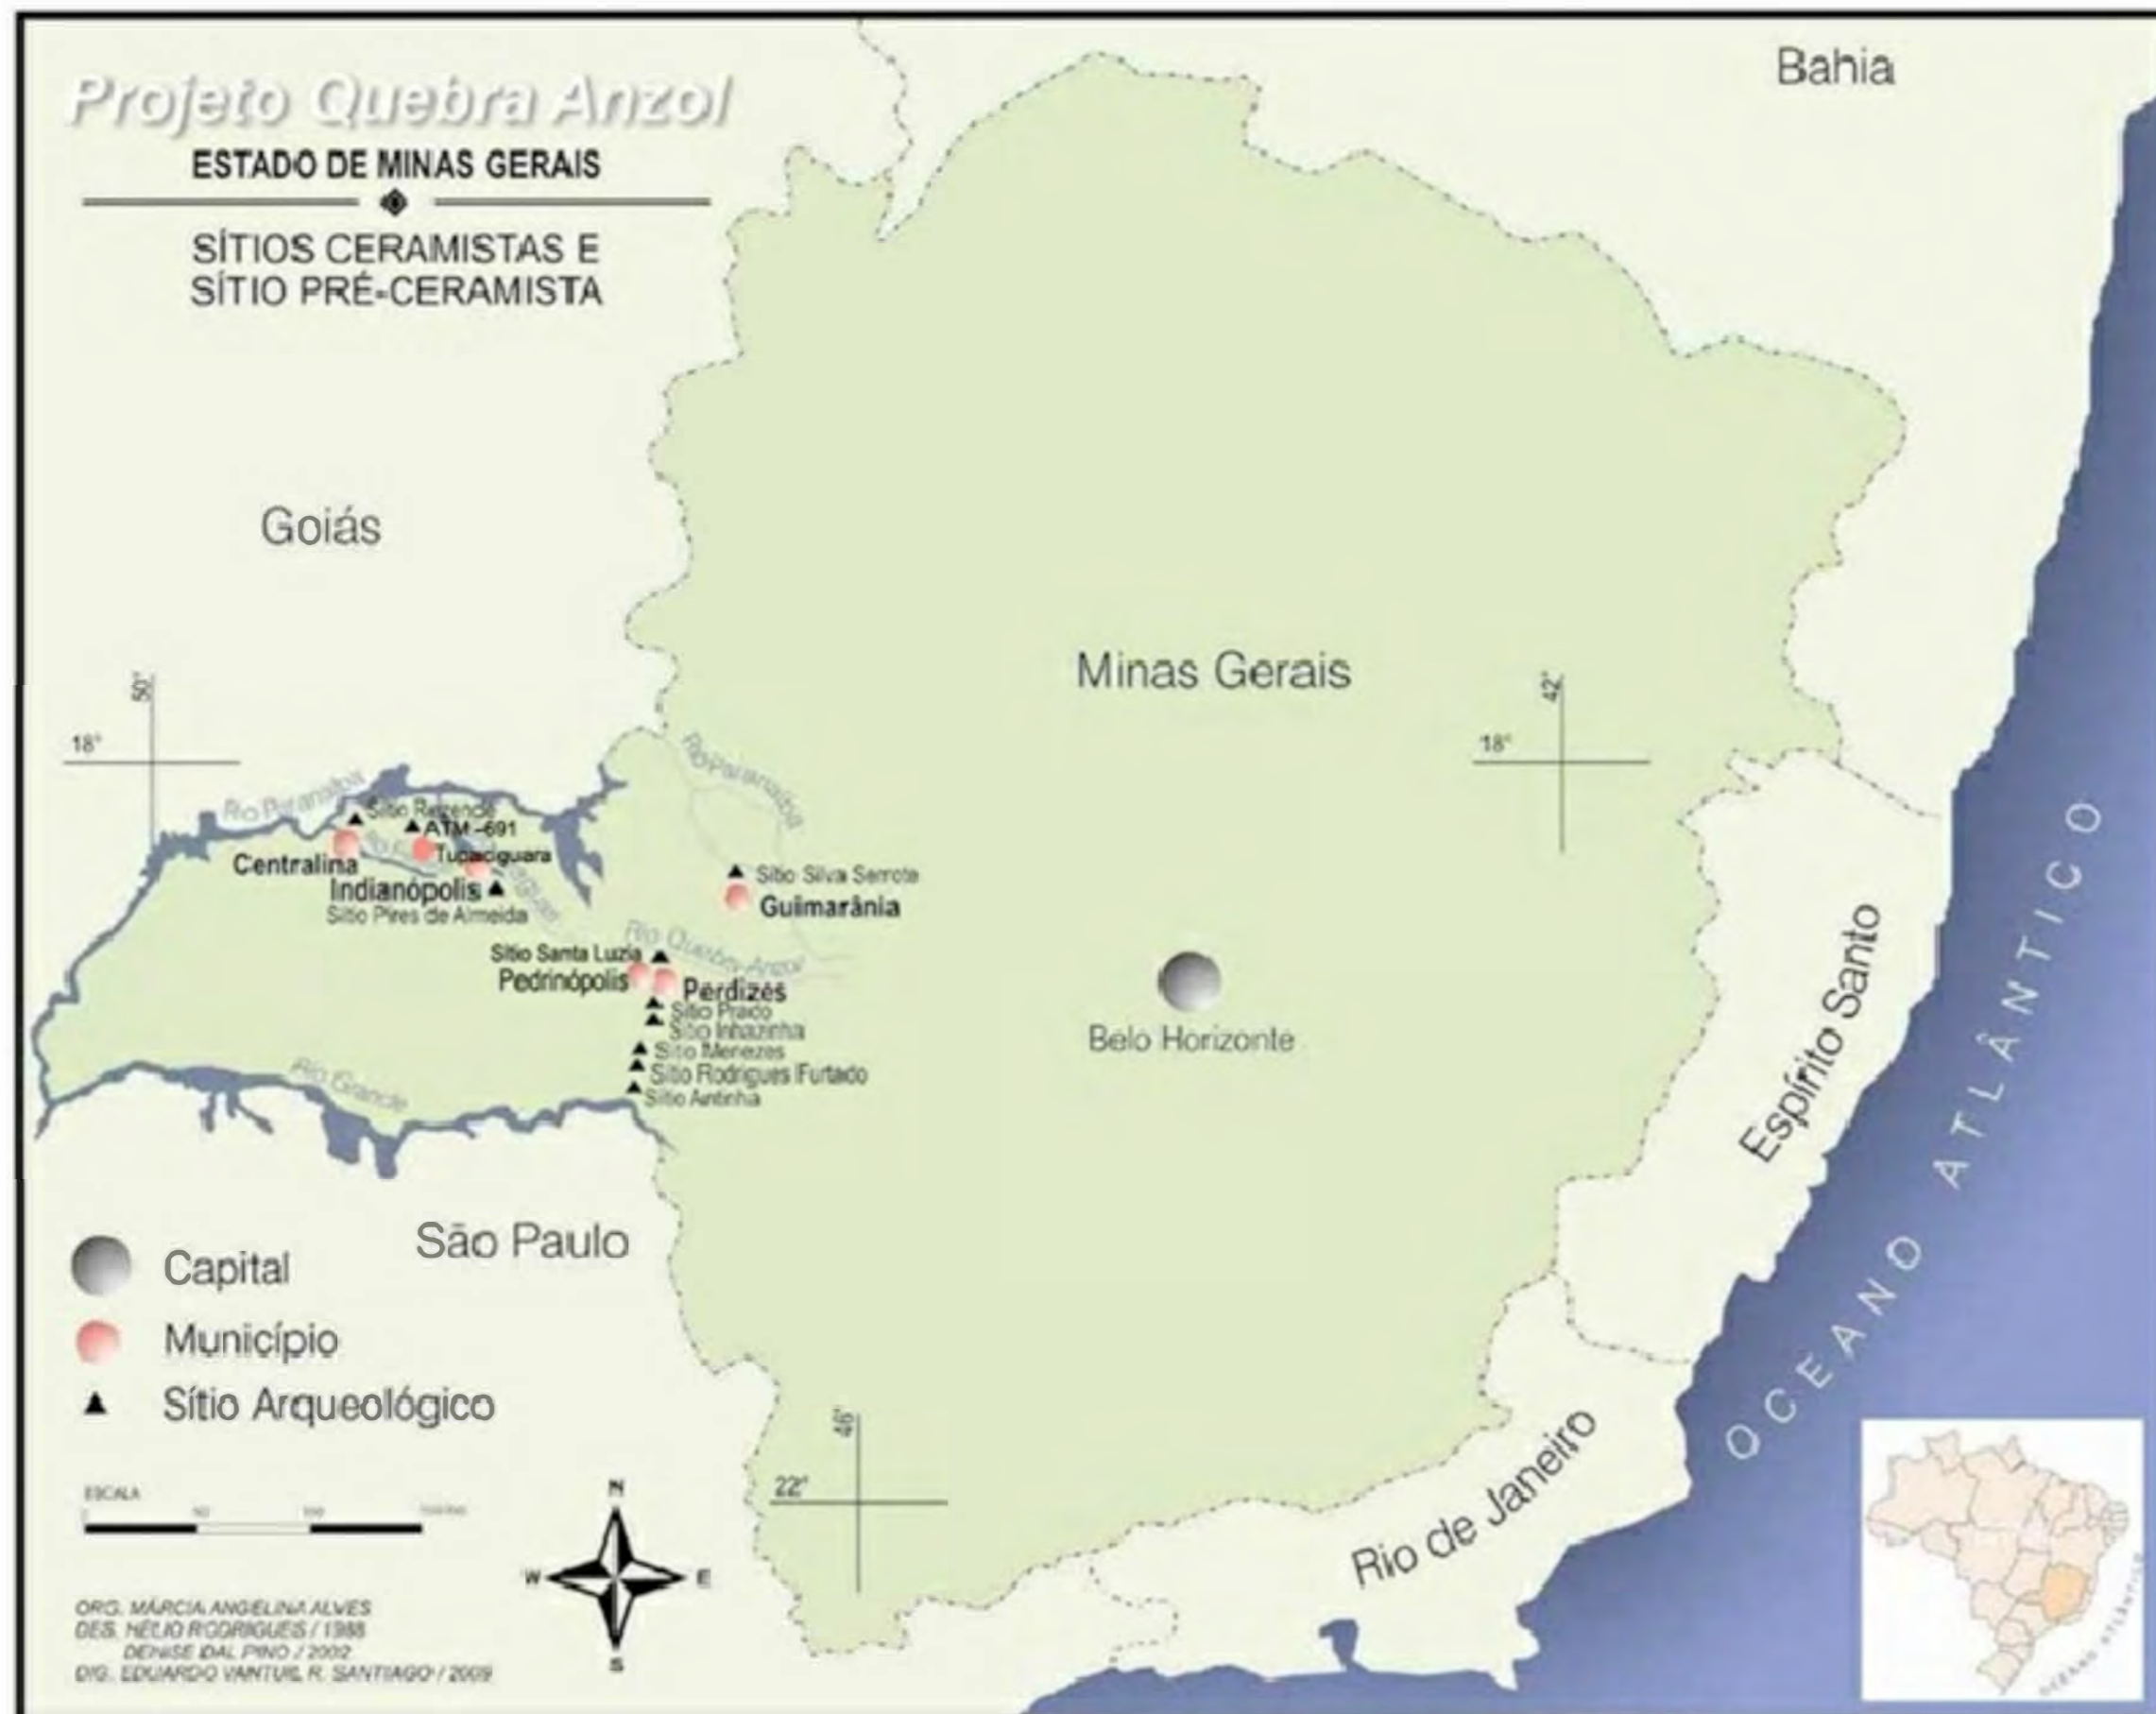 Projeto Quebra Anzol
ESTADO DE MINAS GERAIS
SÍTIOS CERAMISTAS E
SÍTIO PRÉ-CERAMISTA
Bahia
Goiás
Minas Gerais
50°
18°
42°
18°
Rio Paranaíba
Rio Paranaíba
Sítio Rezende
ATM-691
Tupaciguara
Centralina
Indianópolis
Sítio Pires de Almeida
Sítio Silva Serrote
Guimarânia
Rio Quebra-Anzol
Sítio Santa Luzia
Pedrinópolis
Perdizes
Sítio Prado
Sítio Inhazinha
Sítio Menezes
Sítio Rodrigues Furtado
Sítio Antinha
Belo Horizonte
Rio Grande
Espírito Santo
OCEANO ATLÂNTICO
São Paulo
Capital
Município
Sítio Arqueológico
46°
22°
Rio de Janeiro
ESCALA
N
W E
S
ORG. MÁRCIA ANGELINA ALVES
DES. HÉLIO RODRIGUES / 1988
DENISE DAL PINO / 2002
DIG. EDUARDO VANTUIL R. SANTIAGO / 2009
OCEANO ATLÂNTICO